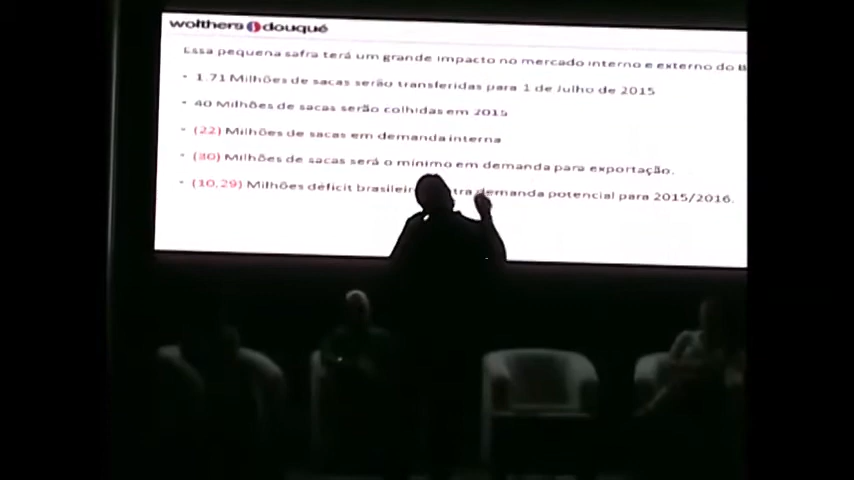 wolthers douqué
Essa pequena safra terá um grande impacto no mercado interno e externo do
- 1.71 Milhões de sacas serão transferidas para 1 de Julho de 2015
- 40 Milhões de sacas serão colhidas em 2015
- (22) Milhões de sacas em demanda interna
- (30) Milhões de sacas será o mínimo em demanda para exportação.
- (10,29) Milhões déficit demanda potencial para 2015/2016.